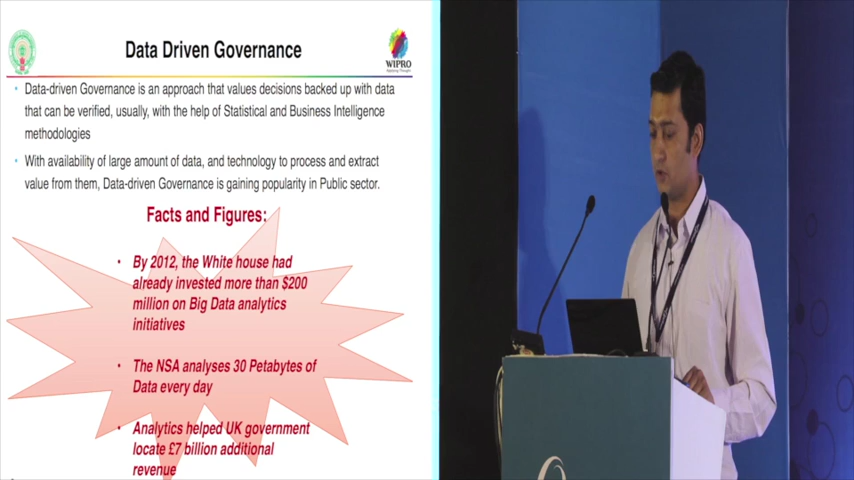 Data Driven Governance
WIPRO
Applying Thought
• Data-driven Governance is an approach that values decisions backed up with data
that can be verified, usually, with the help of Statistical and Business Intelligence
methodologies
• With availability of large amount of data, and technology to process and extract
value from them, Data-driven Governance is gaining popularity in Public sector.
Facts and Figures:
• By 2012, the White house had
already invested more than $200
million on Big Data analytics
initiatives
• The NSA analyses 30 Petabytes of
Data every day
• Analytics helped UK government
locate £7 billion additional
revenue